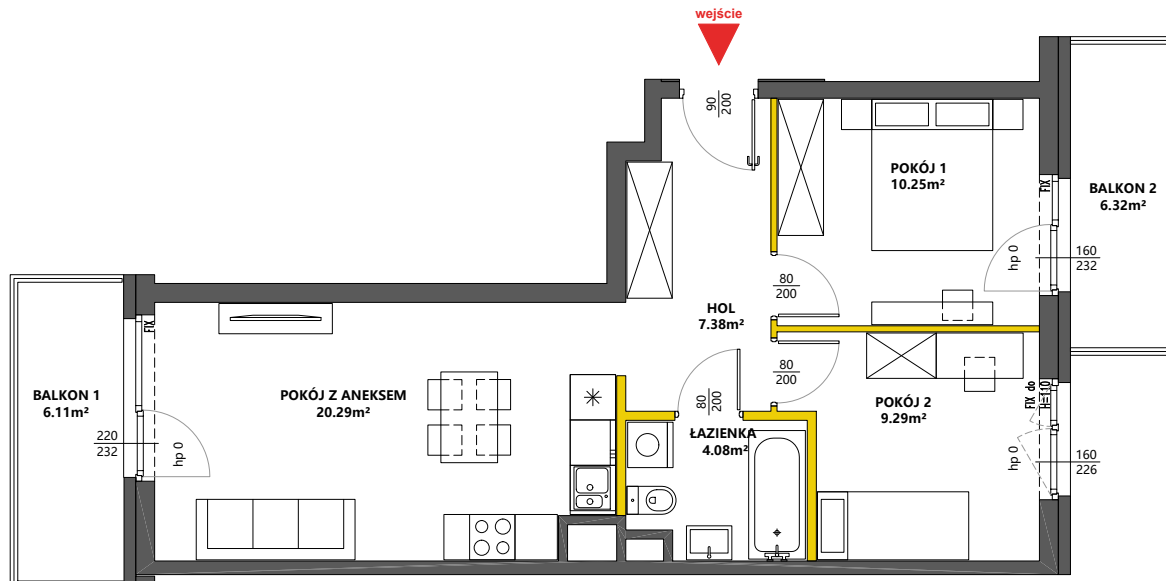 wejście
90
200
POKÓJ 1
10.25m²
FIX
BALKON 2
6.32m²
hp 0
160
232
80
200
HOL
7.38m²
FIX
BALKON 1
6.11m²
POKÓJ Z ANEKSEM
20.29m²
80
200
80
200
POKÓJ 2
9.29m²
FIX do
H=110
220
232
hp 0
ŁAZIENKA
4.08m²
hp 0
160
226